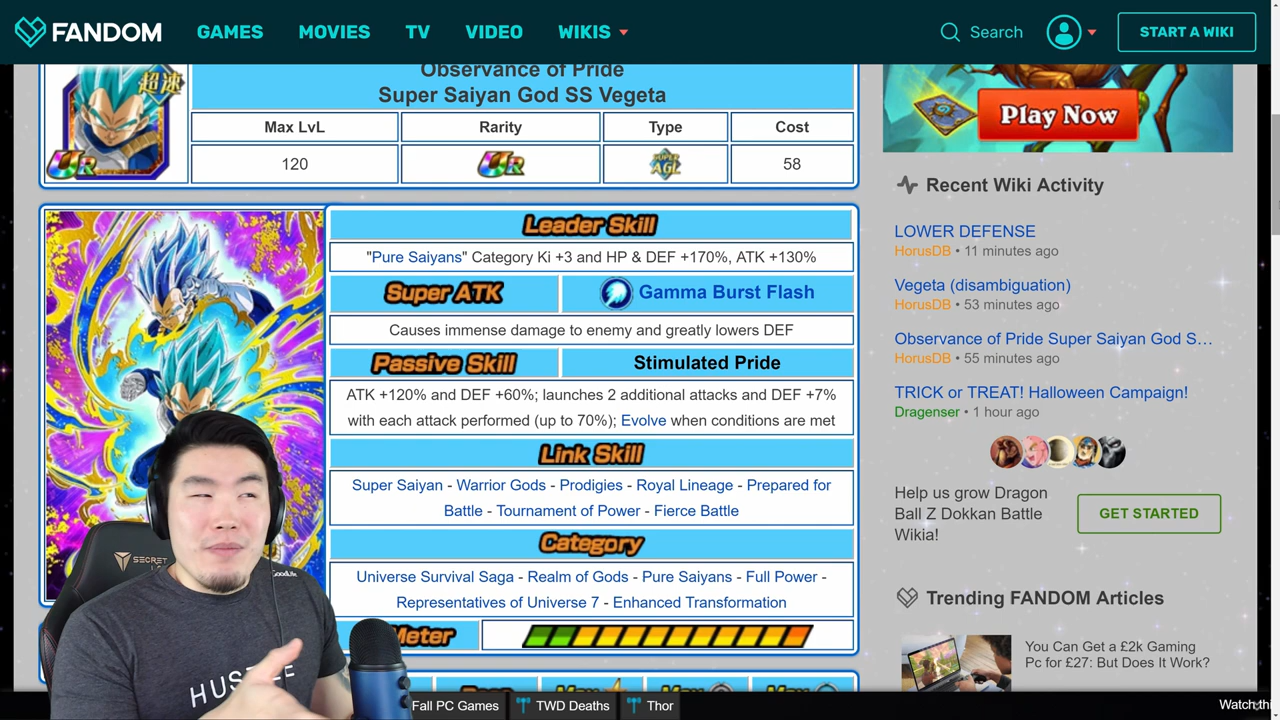 FANDOM
GAMES
MOVIES
TV
VIDEO
WIKIS
Search
START A WIKI
Observance of Pride
Super Saiyan God SS Vegeta
Max LvL
Rarity
Type
Cost
120
UR
SUPER AGL
58
超速
UR
Leader Skill
"Pure Saiyans" Category Ki +3 and HP & DEF +170%, ATK +130%
Super ATK
Gamma Burst Flash
Causes immense damage to enemy and greatly lowers DEF
Passive Skill
Stimulated Pride
ATK +120% and DEF +60%; launches 2 additional attacks and DEF +7%
with each attack performed (up to 70%); Evolve when conditions are met
Link Skill
Super Saiyan - Warrior Gods - Prodigies - Royal Lineage - Prepared for
Battle - Tournament of Power - Fierce Battle
Category
Universe Survival Saga - Realm of Gods - Pure Saiyans - Full Power -
Representatives of Universe 7 - Enhanced Transformation
Meter
SECRET
HUSTLE
Fall PC Games
TWD Deaths
Thor
Play Now
Recent Wiki Activity
LOWER DEFENSE
HorusDB • 11 minutes ago
Vegeta (disambiguation)
HorusDB • 53 minutes ago
Observance of Pride Super Saiyan God S…
HorusDB • 55 minutes ago
TRICK or TREAT! Halloween Campaign!
Dragenser • 1 hour ago
Help us grow Dragon
Ball Z Dokkan Battle
Wikia!
GET STARTED
Trending FANDOM Articles
You Can Get a £2k Gaming
Pc for £27: But Does It Work?